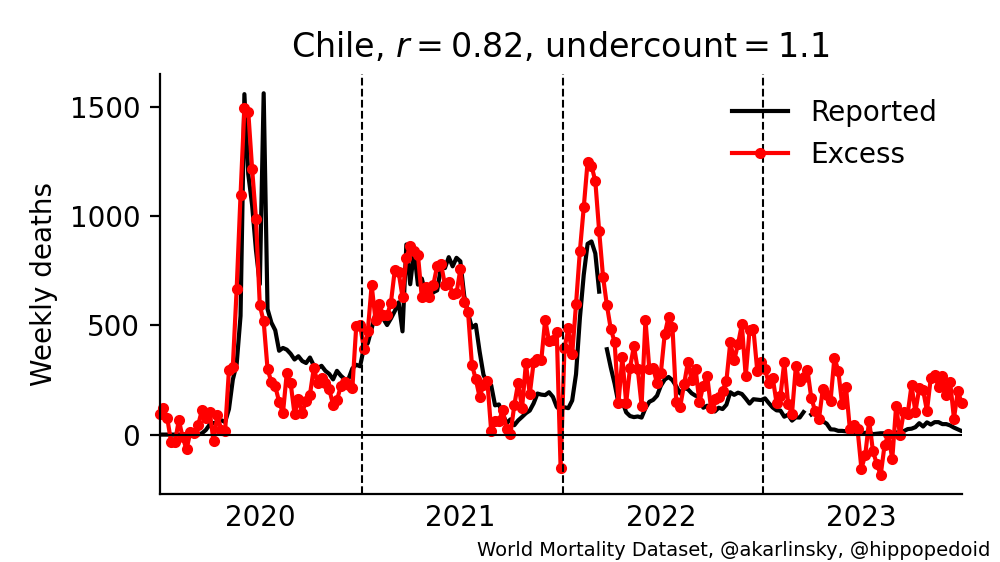 Chile, r = 0.82, undercount = 1.1
Weekly deaths
1500
1000
500
0
Reported
Excess
2020 2021 2022 2023
World Mortality Dataset, @akarlinsky, @hippopedoid